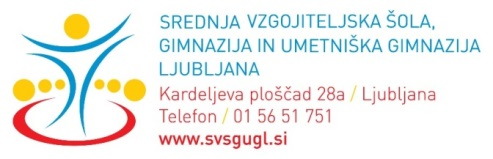 SREDNJA VZGOJITELJSKA ŠOLA,
GIMNAZIJA IN UMETNIŠKA GIMNAZIJA
LJUBLJANA
Kardeljeva ploščad 28a / Ljubljana
Telefon / 01 56 51 751
www.svsgugl.si